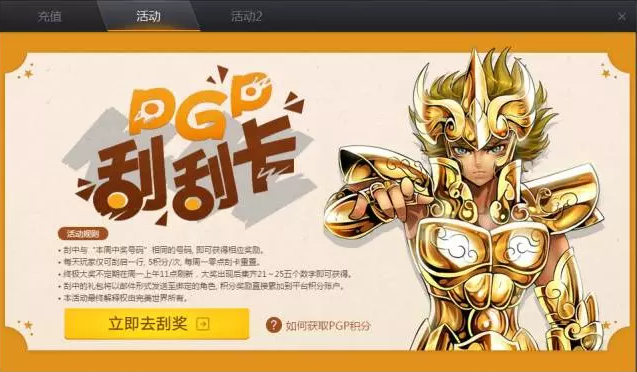 充值 活动 活动2 ×
PGP
刮刮卡
活动规则
• 刮中与“本周中奖号码”相同的号码, 即可获得相应奖励。
• 每天玩家仅可刮启一行, 5积分/次, 每周一零点刮卡重置。
• 终极大奖不定期在周一上午11点刷新, 大奖出现后集齐21~25五个数字即可获得。
• 刮中的礼包将以邮件形式发送至绑定的角色, 积分奖励直接累加到平台积分账户。
• 本活动最终解释权由完美世界所有。
立即去刮奖
? 如何获取PGP积分